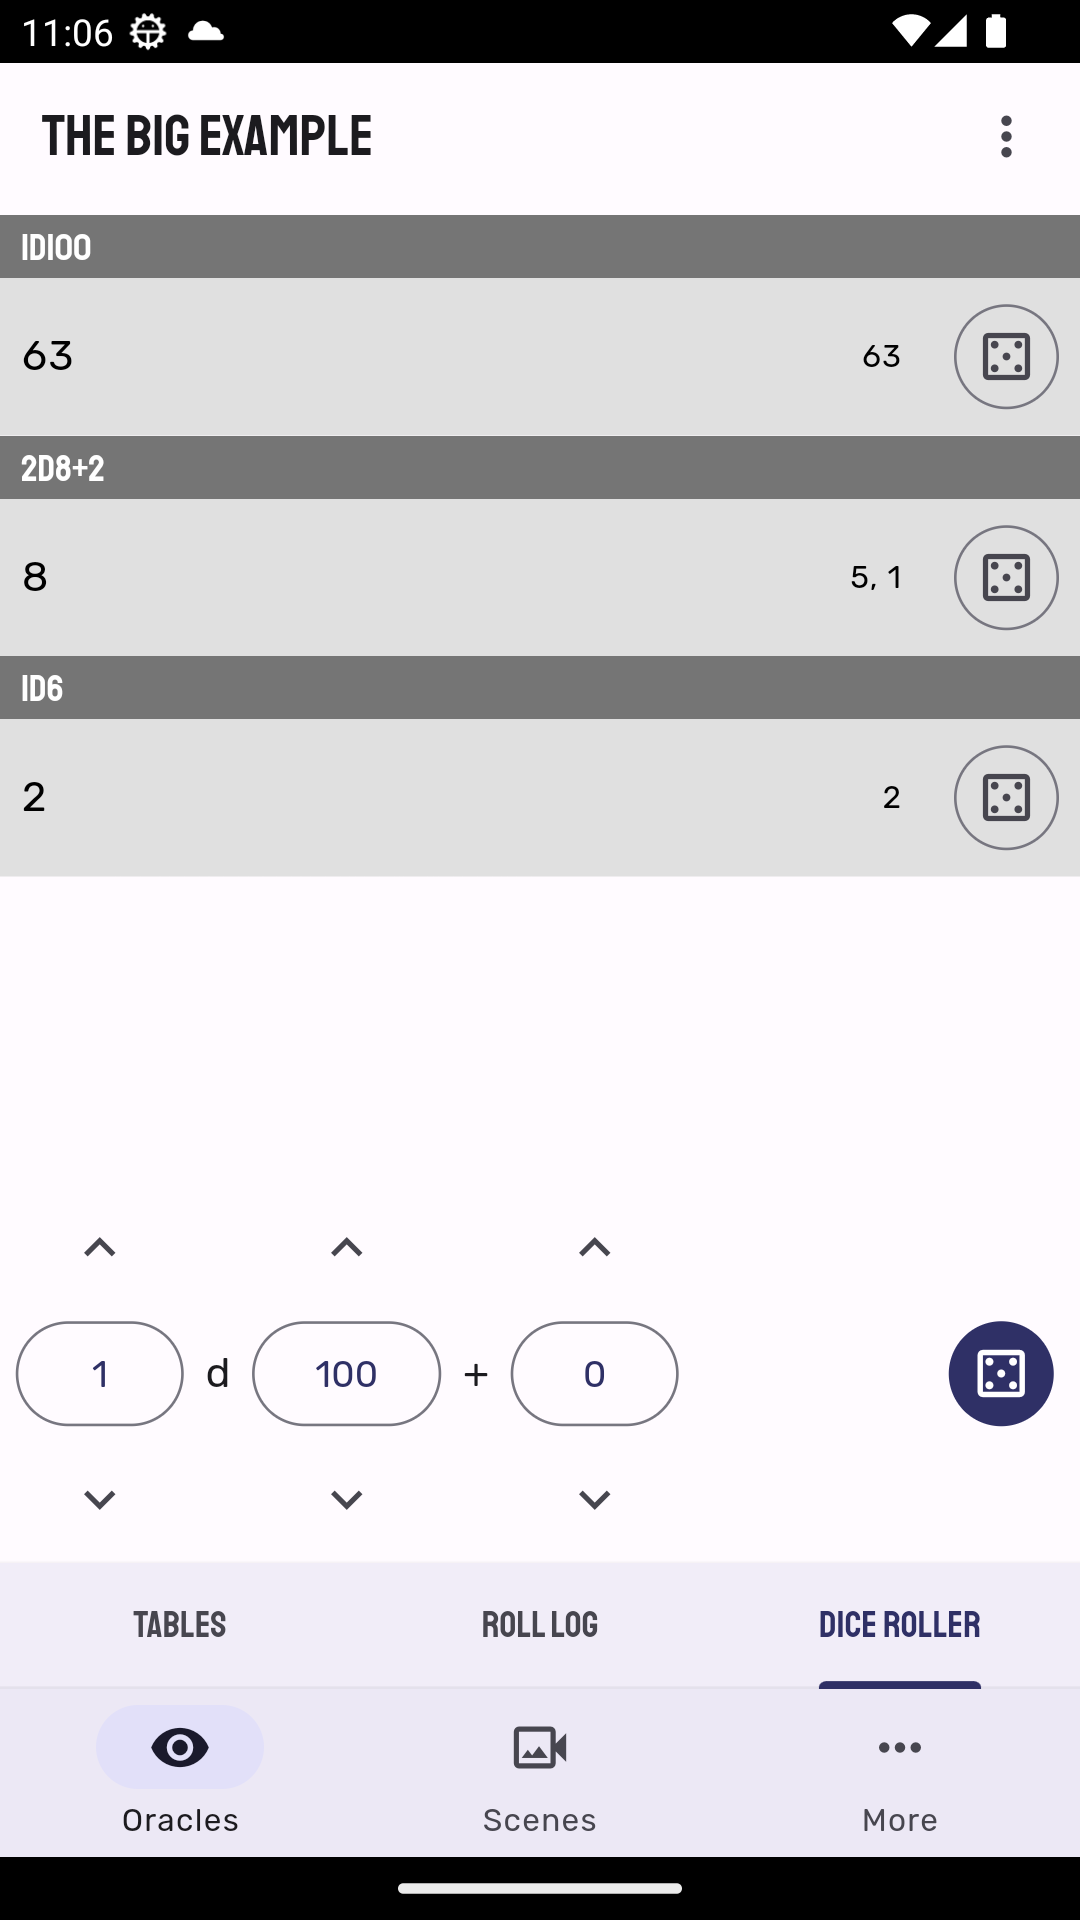 11:06
THE BIG EXAMPLE
1D100
63 63
2D8+2
8 5, 1
1D6
2 2
1 d 100 + 0
TABLES ROLL LOG DICE ROLLER
Oracles Scenes More